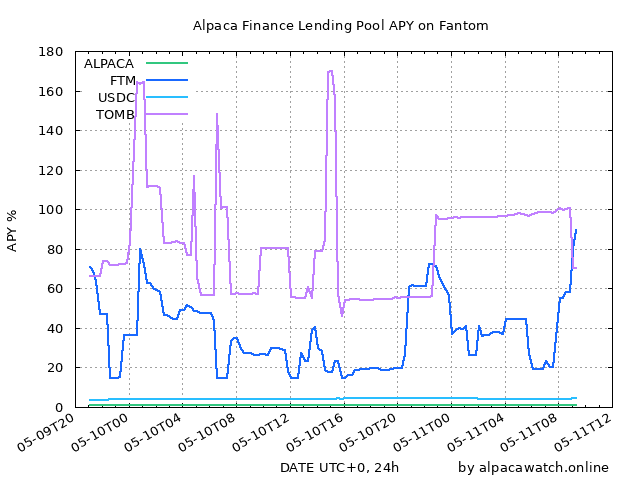 Alpaca Finance Lending Pool APY on Fantom
APY %
180
160
140
120
100
80
60
40
20
0
ALPACA
FTM
USDC
TOMB
05-09T20
05-10T00
05-10T04
05-10T08
05-10T12
05-10T16
05-10T20
05-11T00
05-11T04
05-11T08
05-11T12
DATE UTC+0, 24h
by alpacawatch.online